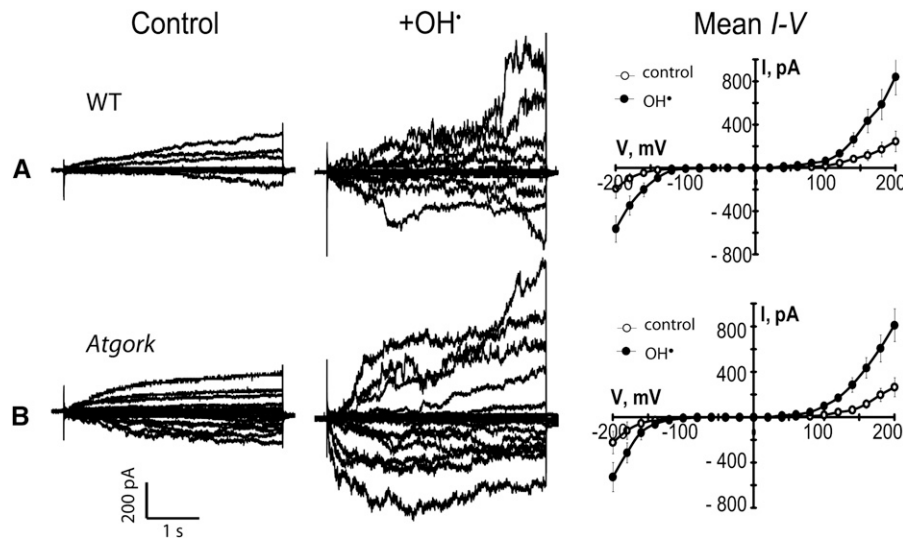 Control
+OH•
Mean I-V
A
WT
control
OH•
I, pA
800
400
V, mV
-200
-100
100
200
- 400
- 800
B
Atgork
control
OH•
I, pA
800
400
V, mV
-200
-100
100
200
- 400
- 800
200 pA
1 s